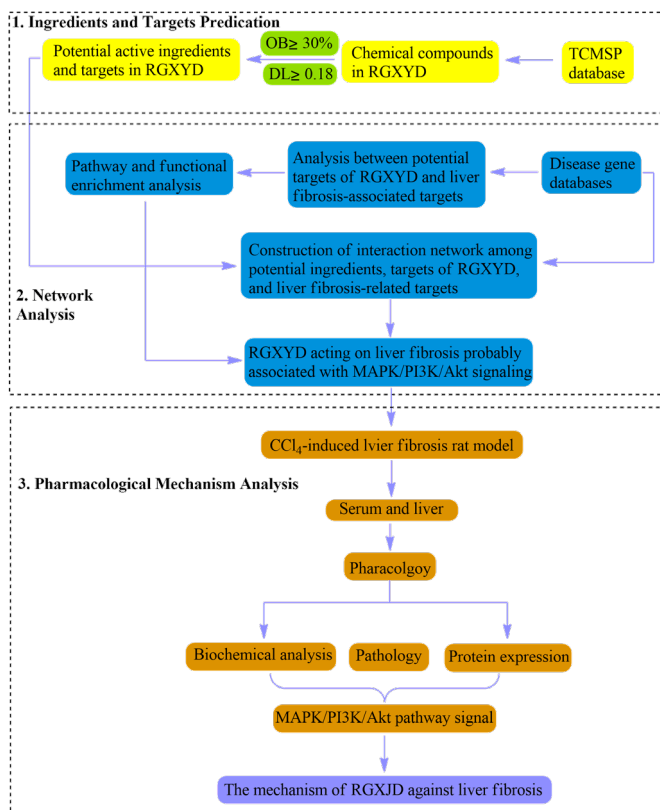 1. Ingredients and Targets Predication
Potential active ingredients
and targets in RGXYD
OB≥ 30%
DL≥ 0.18
Chemical compounds
in RGXYD
TCMSP
database
Pathway and functional
enrichment analysis
Analysis between potential
targets of RGXYD and liver
fibrosis-associated targets
Disease gene
databases
Construction of interaction network among
potential ingredients, targets of RGXYD,
and liver fibrosis-related targets
2. Network
Analysis
RGXYD acting on liver fibrosis probably
associated with MAPK/PI3K/Akt signaling
CCl₄-induced lvier fibrosis rat model
3. Pharmacological Mechanism Analysis
Serum and liver
Pharacolgoy
Biochemical analysis
Pathology
Protein expression
MAPK/PI3K/Akt pathway signal
The mechanism of RGXJD against liver fibrosis